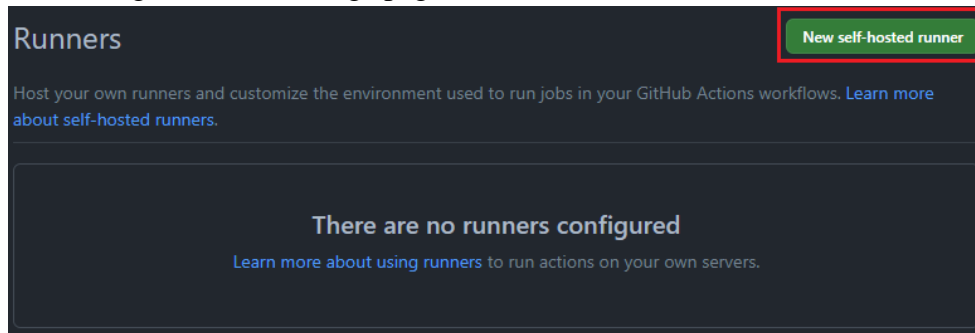 Runners
New self-hosted runner
Host your own runners and customize the environment used to run jobs in your GitHub Actions workflows. Learn more
about self-hosted runners.
There are no runners configured
Learn more about using runners to run actions on your own servers.